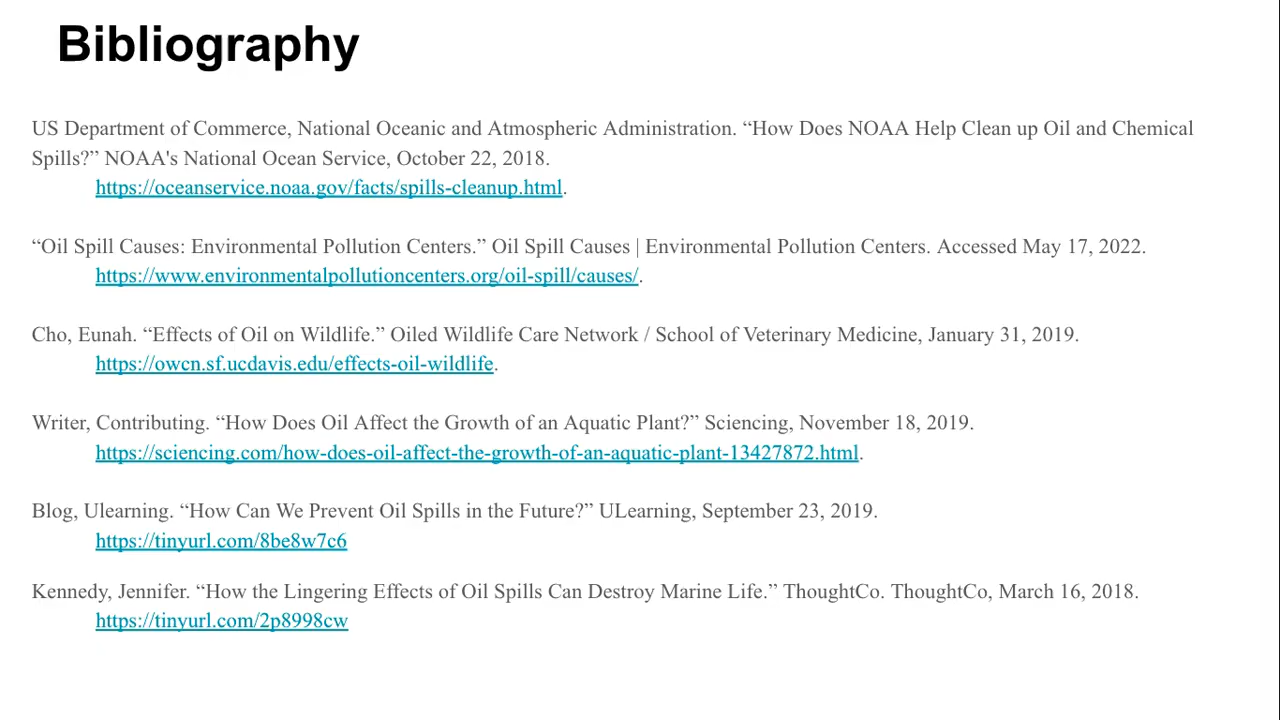 Bibliography
US Department of Commerce, National Oceanic and Atmospheric Administration. “How Does NOAA Help Clean up Oil and Chemical
Spills?” NOAA's National Ocean Service, October 22, 2018.
https://oceanservice.noaa.gov/facts/spills-cleanup.html.
“Oil Spill Causes: Environmental Pollution Centers.” Oil Spill Causes | Environmental Pollution Centers. Accessed May 17, 2022.
https://www.environmentalpollutioncenters.org/oil-spill/causes/.
Cho, Eunah. “Effects of Oil on Wildlife.” Oiled Wildlife Care Network / School of Veterinary Medicine, January 31, 2019.
https://owcn.sf.ucdavis.edu/effects-oil-wildlife.
Writer, Contributing. “How Does Oil Affect the Growth of an Aquatic Plant?” Sciencing, November 18, 2019.
https://sciencing.com/how-does-oil-affect-the-growth-of-an-aquatic-plant-13427872.html.
Blog, Ulearning. “How Can We Prevent Oil Spills in the Future?” ULearning, September 23, 2019.
https://tinyurl.com/8be8w7c6
Kennedy, Jennifer. “How the Lingering Effects of Oil Spills Can Destroy Marine Life.” ThoughtCo. ThoughtCo, March 16, 2018.
https://tinyurl.com/2p8998cw